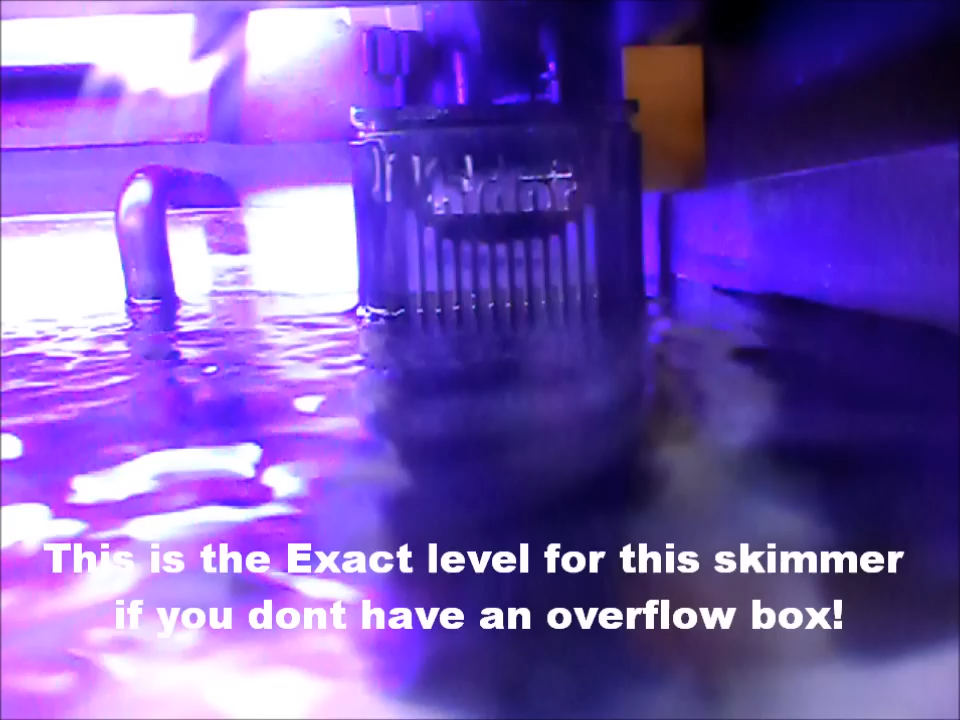 This is the Exact level for this skimmer
if you dont have an overflow box!